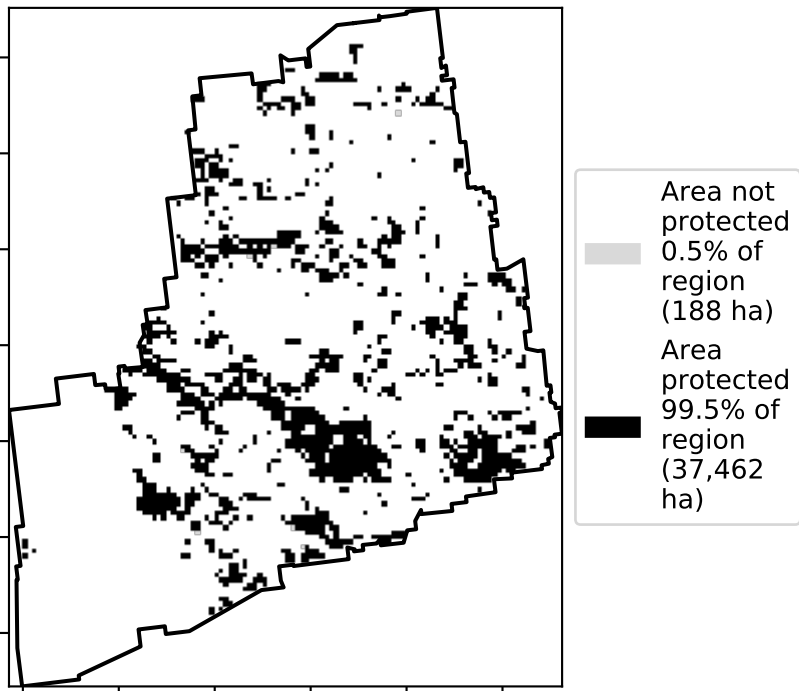 Area not
protected
0.5% of
region
(188 ha)
Area
protected
99.5% of
region
(37,462
ha)